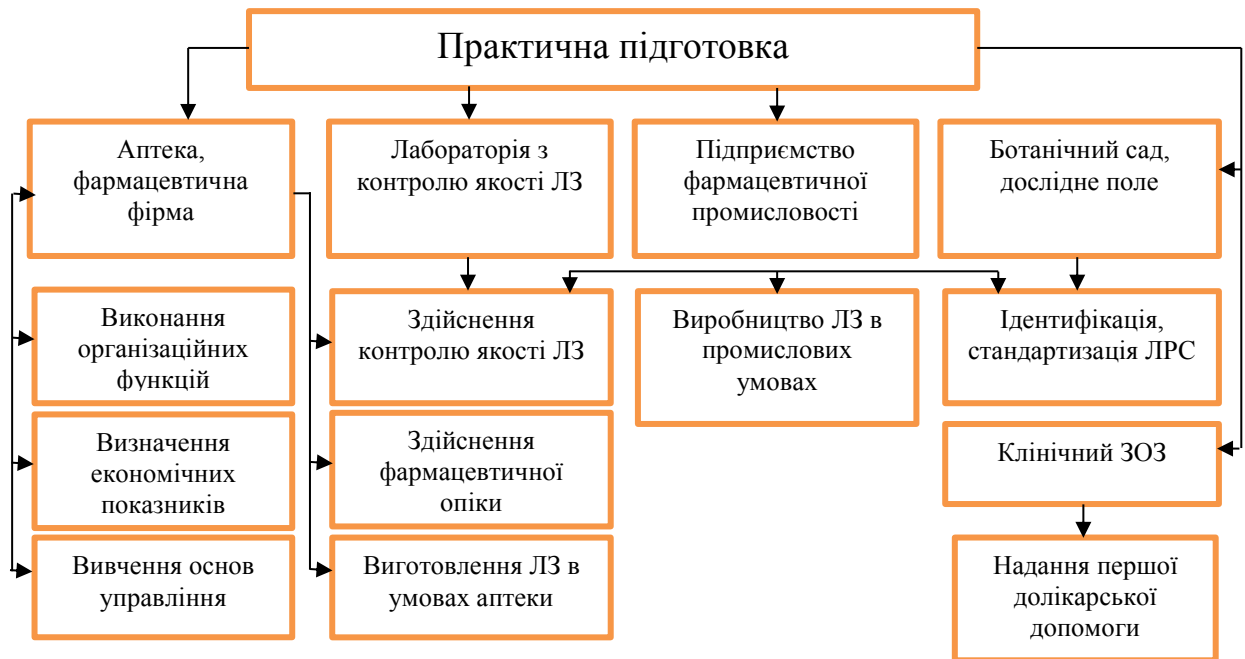 Практична підготовка
Аптека,
фармацевтична
фірма
Лабораторія з
контролю якості ЛЗ
Підприємство
фармацевтичної
промисловості
Ботанічний сад,
дослідне поле
Виконання
організаційних
функцій
Здійснення
контролю якості ЛЗ
Виробництво ЛЗ в
промислових
умовах
Ідентифікація,
стандартизація ЛРС
Визначення
економічних
показників
Здійснення
фармацевтичної
опіки
Клінічний ЗОЗ
Вивчення основ
управління
Виготовлення ЛЗ в
умовах аптеки
Надання першої
долікарської
допомоги